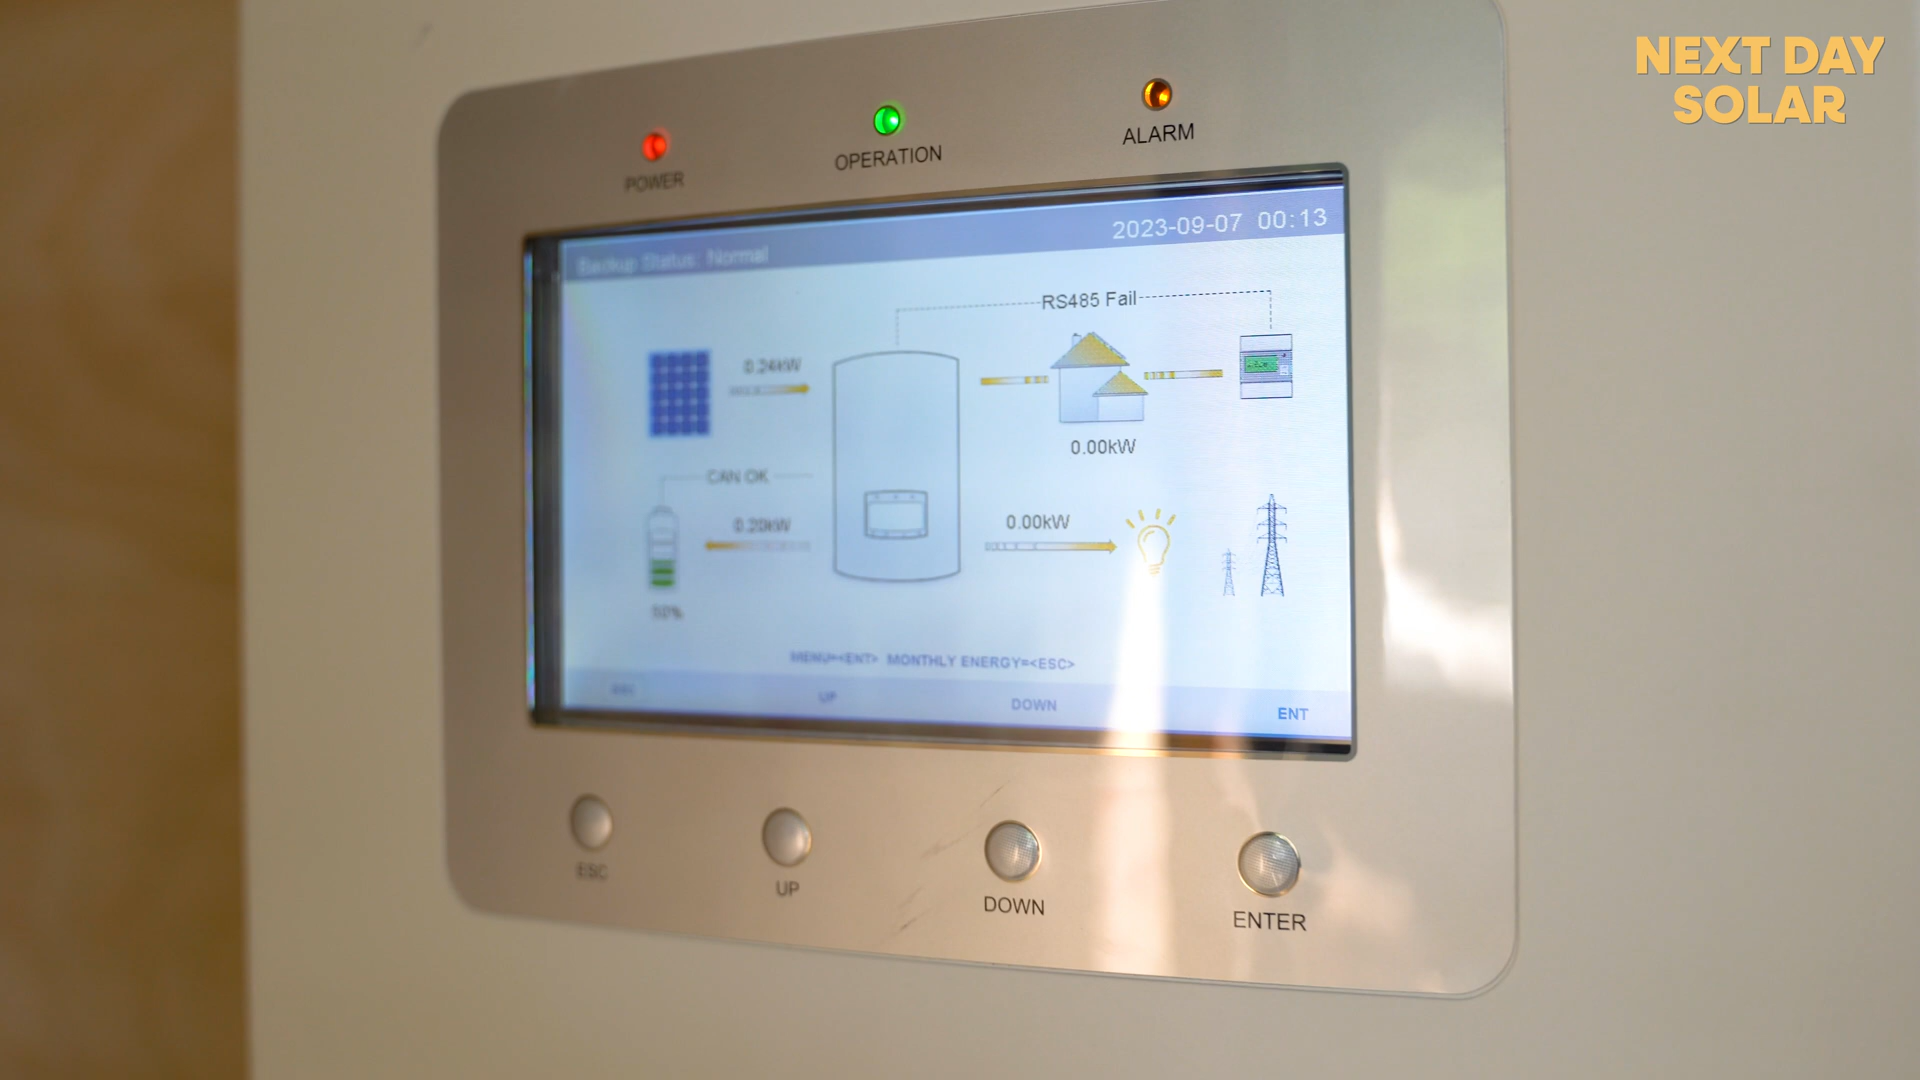 NEXT DAY
SOLAR
POWER
OPERATION
ALARM
Backup Status: Normal
2023-09-07 00:13
RS485 Fail
0.24kW
0.00kW
CAN OK
0.20kW
0.00kW
MENU=<ENT> MONTHLY ENERGY=<ESC>
ESC
UP
DOWN
ENT
ESC
UP
DOWN
ENTER